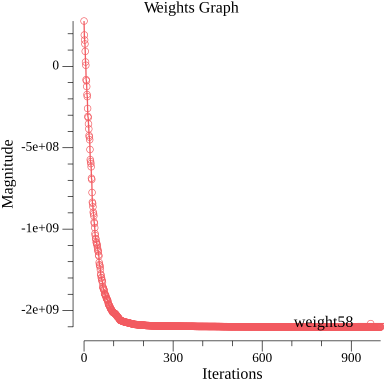 Weights Graph
0
-5e+08
-1e+09
-2e+09
Magnitude
weight58
0
300
600
900
Iterations